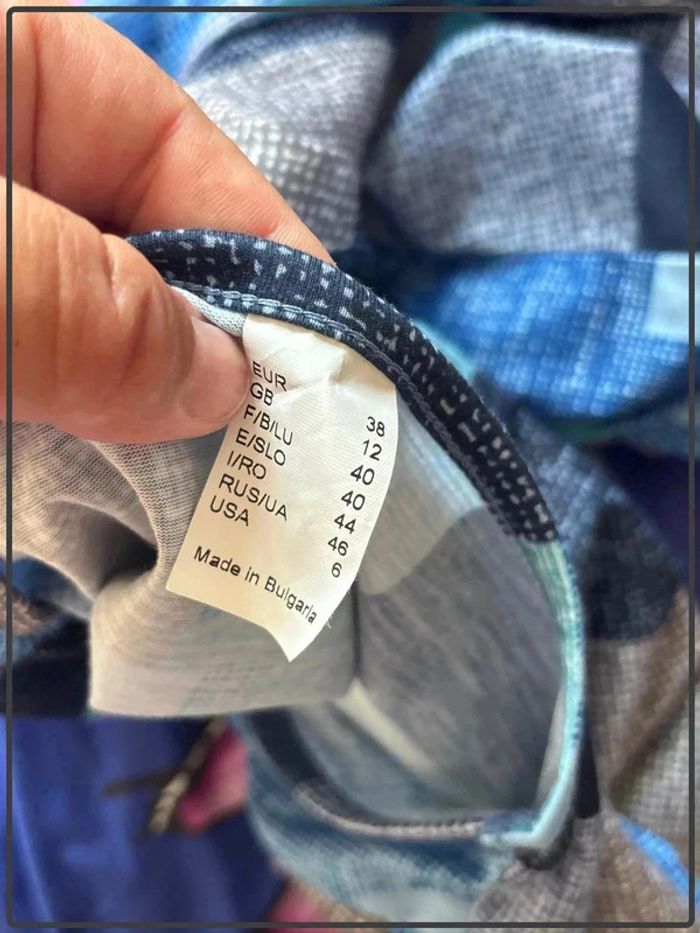 EUR 38
GB 12
F/B/LU 40
E/SLO 40
I/RO 44
RUS/UA 46
USA 6
Made in Bulgaria